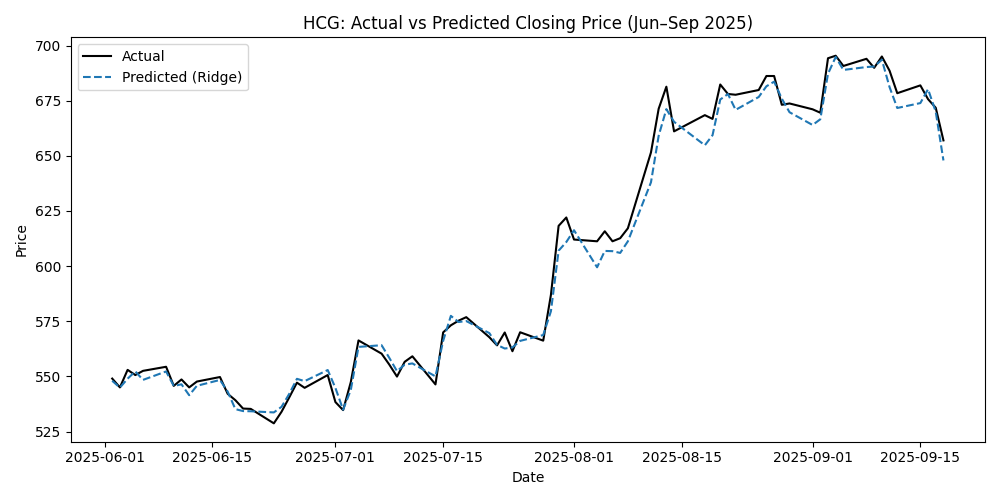 HCG: Actual vs Predicted Closing Price (Jun–Sep 2025)
Actual
Predicted (Ridge)
Price
700
675
650
625
600
575
550
525
2025-06-01 2025-06-15 2025-07-01 2025-07-15 2025-08-01 2025-08-15 2025-09-01 2025-09-15
Date